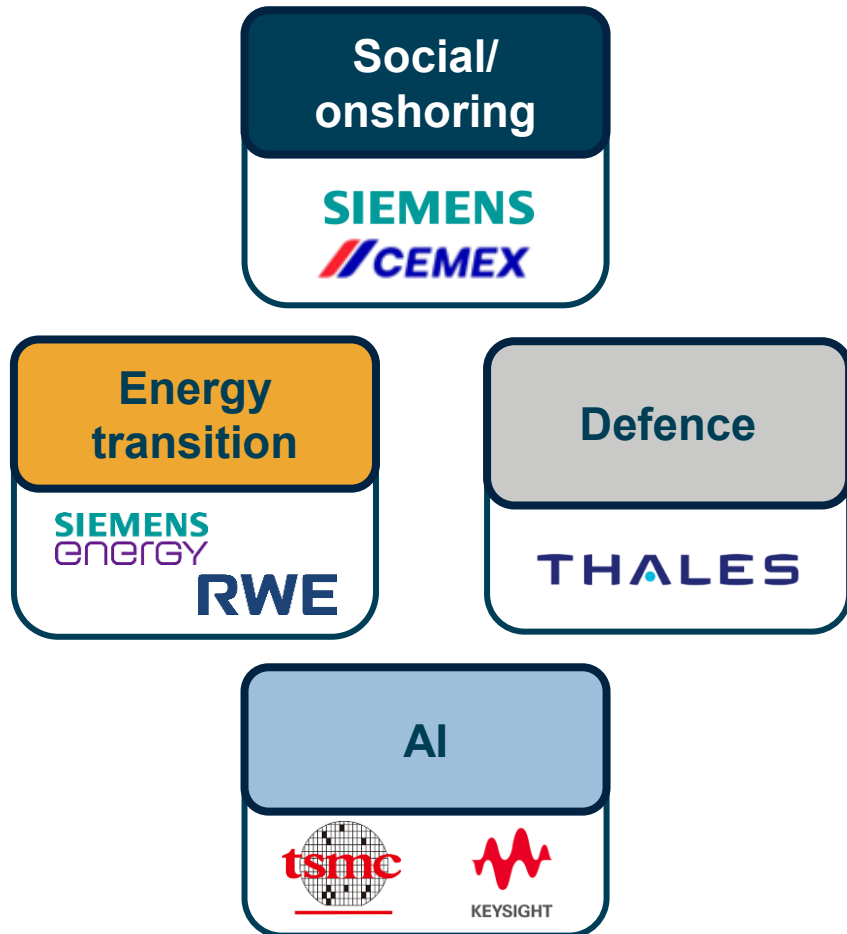 Social/
onshoring
SIEMENS
CEMEX
Energy
transition
SIEMENS
energy
RWE
Defence
THALES
AI
tsmc
KEYSIGHT